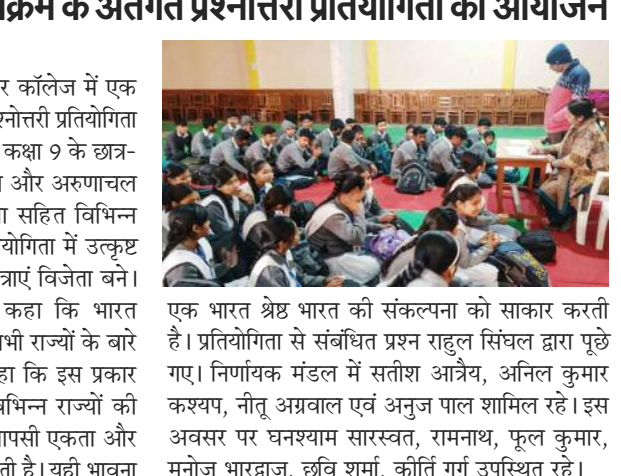 के अंतर्गत प्रश्नोत्तरी प्रतियोगिता का आयोजन
कॉलेज में एक
प्रतियोगिता
कक्षा 9 के छात्र-
और अरुणाचल
सहित विभिन्न
में उत्कृष्ट
विजेता बने।
कहा कि भारत
राज्यों के बारे
कि इस प्रकार
राज्यों की
एकता और
है। यही भावना
एक भारत श्रेष्ठ भारत की संकल्पना को साकार करती
है। प्रतियोगिता से संबंधित प्रश्न राहुल सिंघल द्वारा पूछे
गए। निर्णायक मंडल में सतीश आत्रैय, अनिल कुमार
कश्यप, नीतू अग्रवाल एवं अनुज पाल शामिल रहे। इस
अवसर पर घनश्याम सारस्वत, रामनाथ, फूल कुमार,
मनोज भारद्वाज, छवि शर्मा, कीर्ति गर्ग उपस्थित रहे।